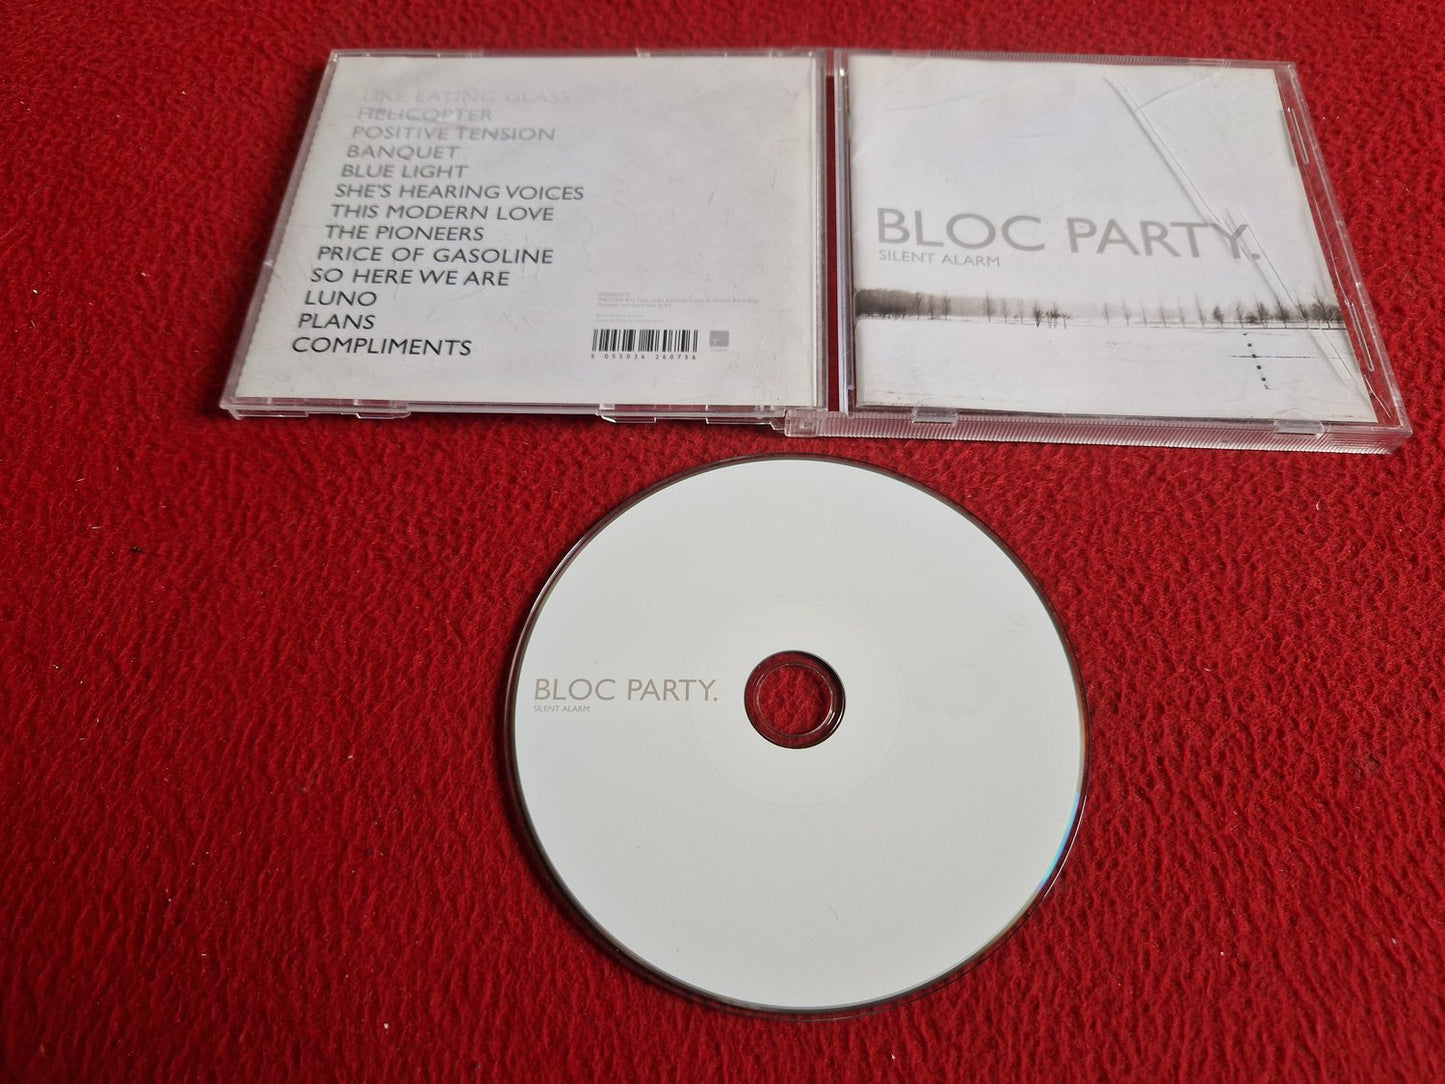 LIKE EATING GLASS
HELICOPTER
POSITIVE TENSION
BANQUET
BLUE LIGHT
SHE'S HEARING VOICES
THIS MODERN LOVE
THE PIONEERS
PRICE OF GASOLINE
SO HERE WE ARE
LUNO
PLANS
COMPLIMENTS
5 055036 260756
BLOC PARTY.
SILENT ALARM
BLOC PARTY.
SILENT ALARM